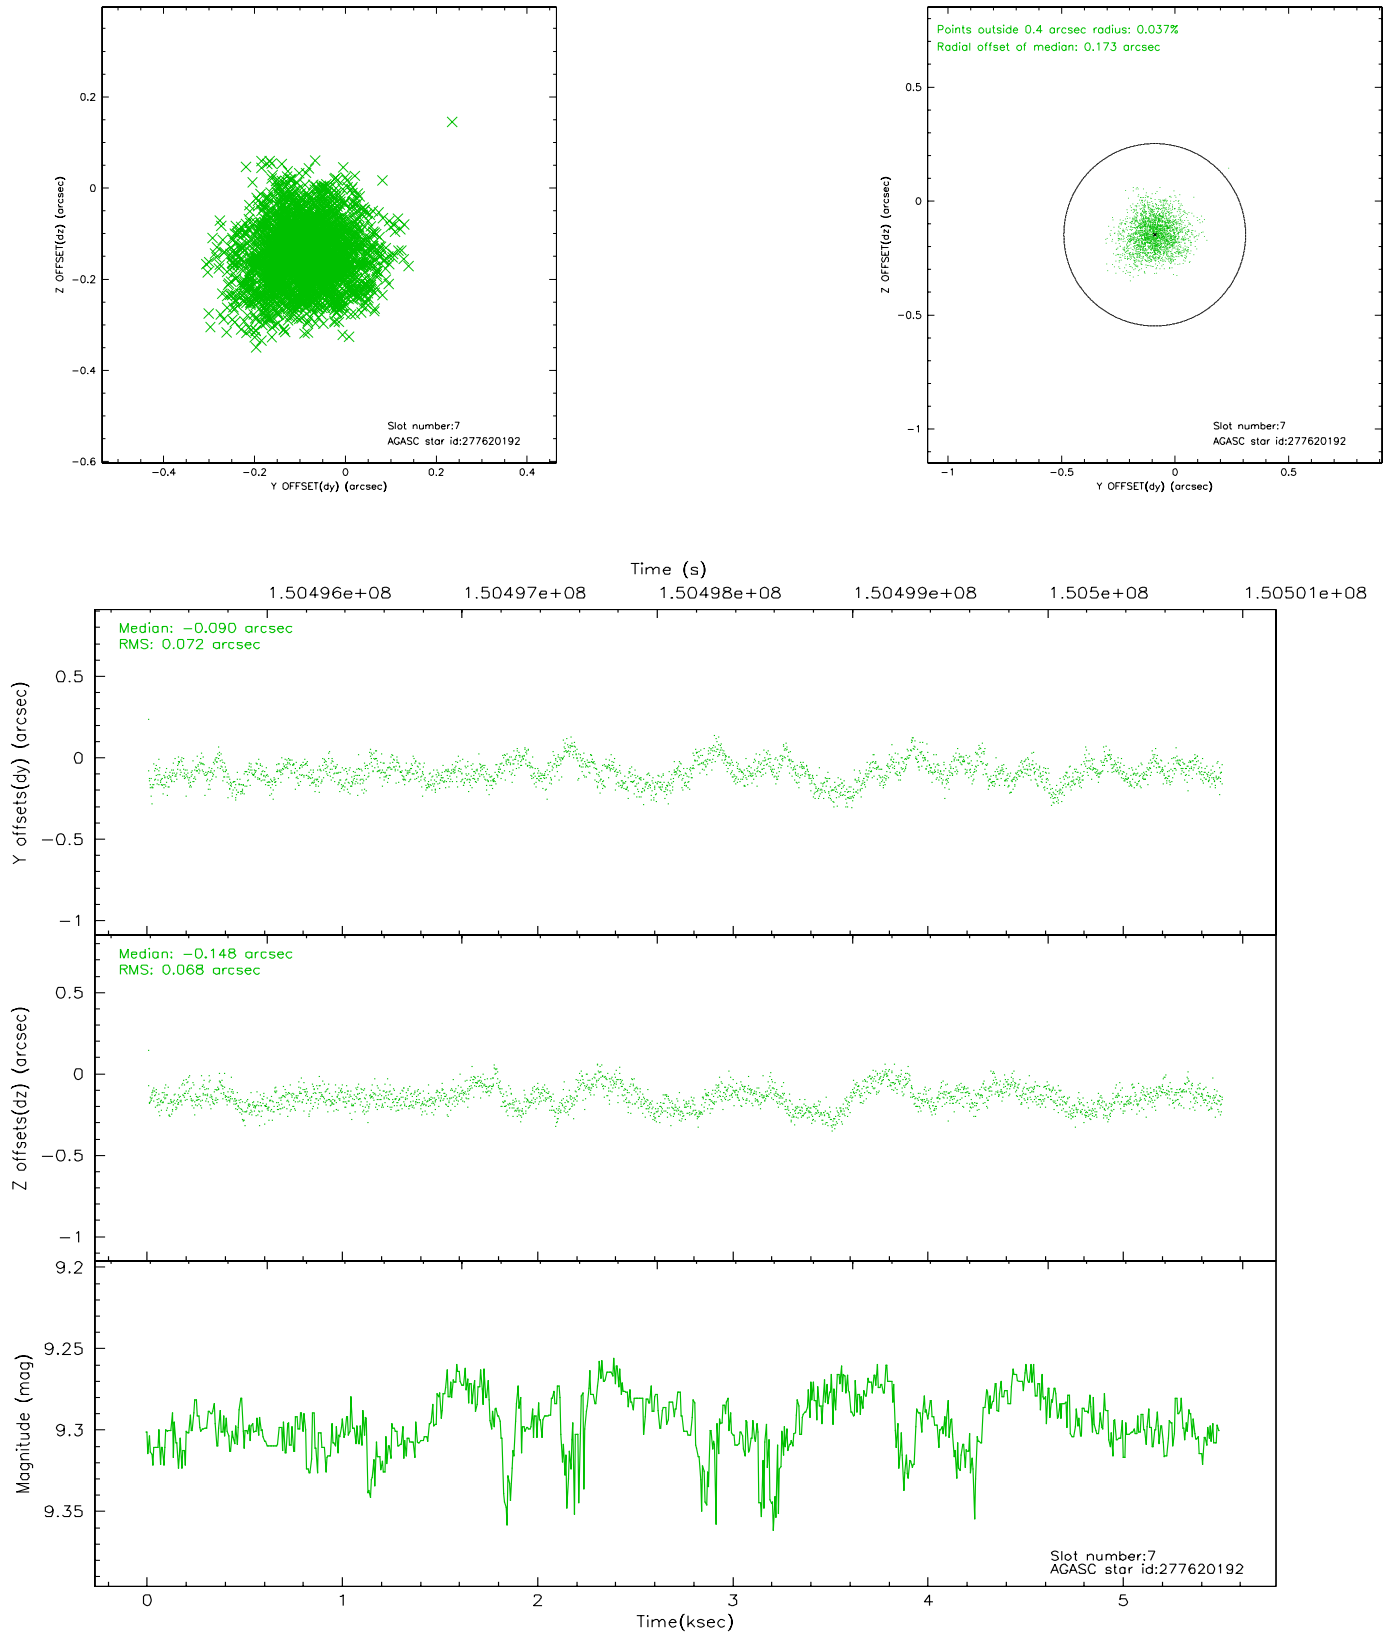 0.2
0
-0.2
-0.4
-0.6
Z OFFSET(dz) (arcsec)
Slot number:7
AGASC star id:277620192
-0.4 -0.2 0 0.2 0.4
Y OFFSET(dy) (arcsec)
Points outside 0.4 arcsec radius: 0.037%
Radial offset of median: 0.173 arcsec
0.5
0
-0.5
-1
Z OFFSET(dz) (arcsec)
Slot number:7
AGASC star id:277620192
-1 -0.5 0 0.5
Y OFFSET(dy) (arcsec)
Time (s)
1.50496e+08 1.50497e+08 1.50498e+08 1.50499e+08 1.505e+08 1.50501e+08
Median: -0.090 arcsec
RMS: 0.072 arcsec
0.5
0
-0.5
-1
Y offsets(dy) (arcsec)
Median: -0.148 arcsec
RMS: 0.068 arcsec
0.5
0
-0.5
-1
Z offsets(dz) (arcsec)
9.2
9.25
9.3
9.35
Magnitude (mag)
Slot number:7
AGASC star id:277620192
0 1 2 3 4 5
Time(ksec)